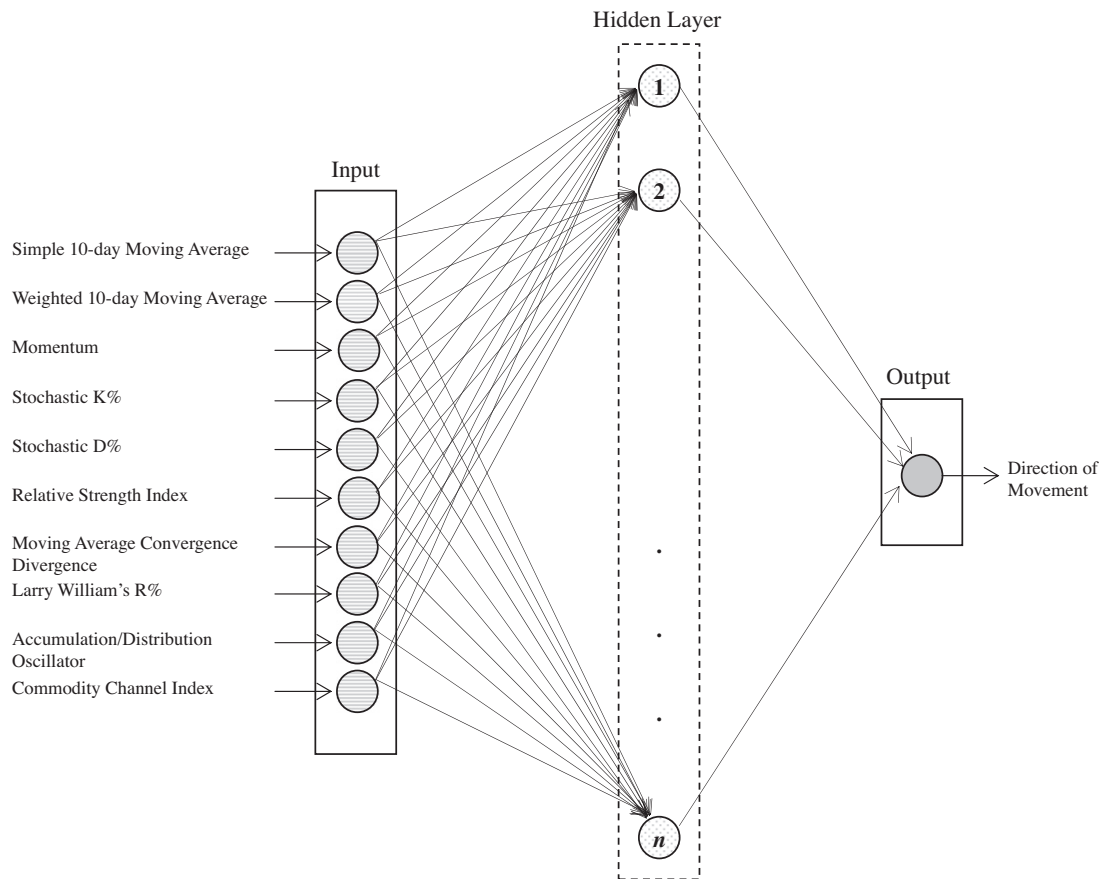 Hidden Layer
1
Input
2
Simple 10-day Moving Average
Weighted 10-day Moving Average
Momentum
Stochastic K%
Output
Stochastic D%
Direction of
Movement
Relative Strength Index
Moving Average Convergence
Divergence
Larry William's R%
Accumulation/Distribution
Oscillator
Commodity Channel Index
n